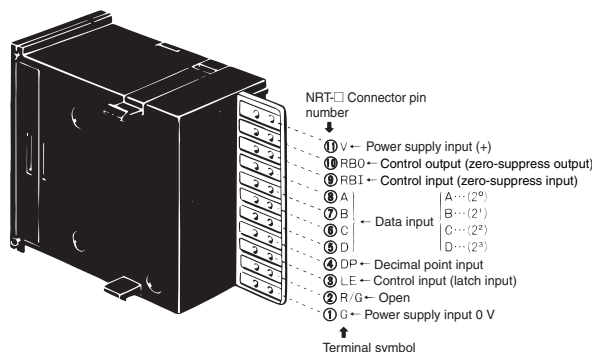 NRT-□ Connector pin
number
⑪ V ← Power supply input (+)
⑩ RBO ← Control output (zero-suppress output)
⑨ RBI ← Control input (zero-suppress input)
⑧ A A···(2⁰)
⑦ B B···(2¹)
← Data input
⑥ C C···(2²)
⑤ D D···(2³)
④ DP ← Decimal point input
③ LE ← Control input (latch input)
② R/G ← Open
① G ← Power supply input 0 V
Terminal symbol